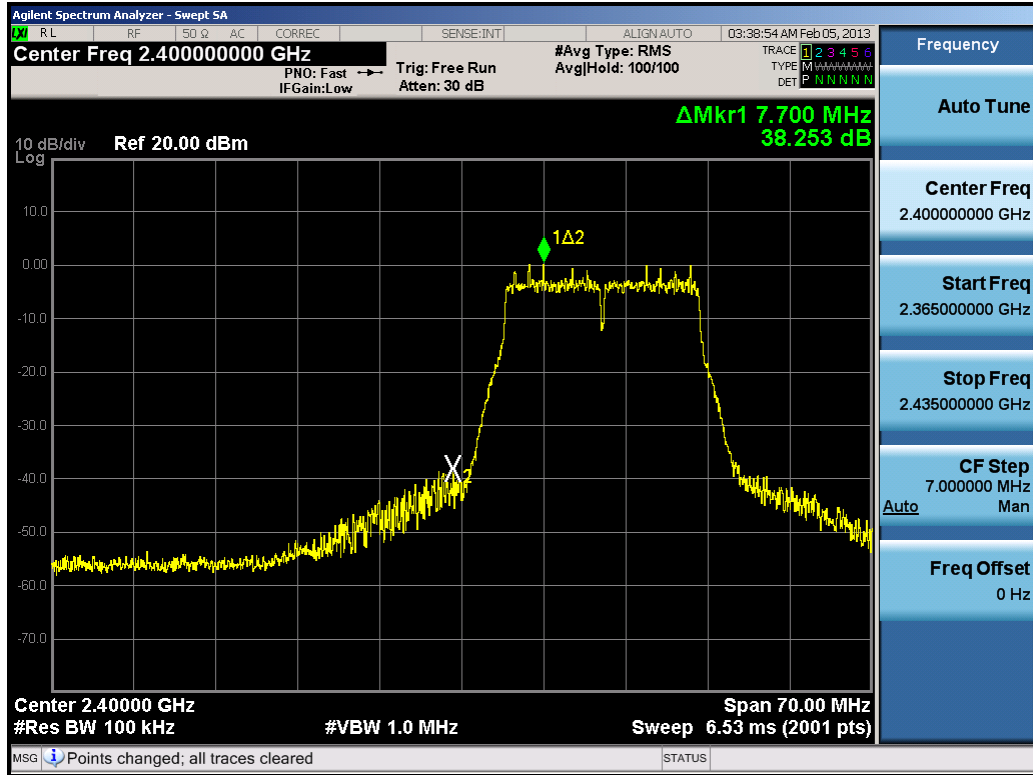 Agilent Spectrum Analyzer - Swept SA
LXI RL RF 50 Ω AC CORREC SENSE:INT ALIGN AUTO 03:38:54 AM Feb 05, 2013
Center Freq 2.400000000 GHz
PNO: Fast
IFGain:Low
Trig: Free Run
Atten: 30 dB
#Avg Type: RMS
Avg|Hold: 100/100
TRACE 1 2 3 4 5 6
TYPE M
DET P N N N N N
ΔMkr1 7.700 MHz
38.253 dB
10 dB/div Ref 20.00 dBm
Log
10.0
0.00
-10.0
-20.0
-30.0
-40.0
-50.0
-60.0
-70.0
1Δ2
X2
Center 2.40000 GHz Span 70.00 MHz
#Res BW 100 kHz #VBW 1.0 MHz Sweep 6.53 ms (2001 pts)
MSG Points changed; all traces cleared STATUS
Frequency
Auto Tune
Center Freq
2.400000000 GHz
Start Freq
2.365000000 GHz
Stop Freq
2.435000000 GHz
CF Step
7.000000 MHz
Auto Man
Freq Offset
0 Hz